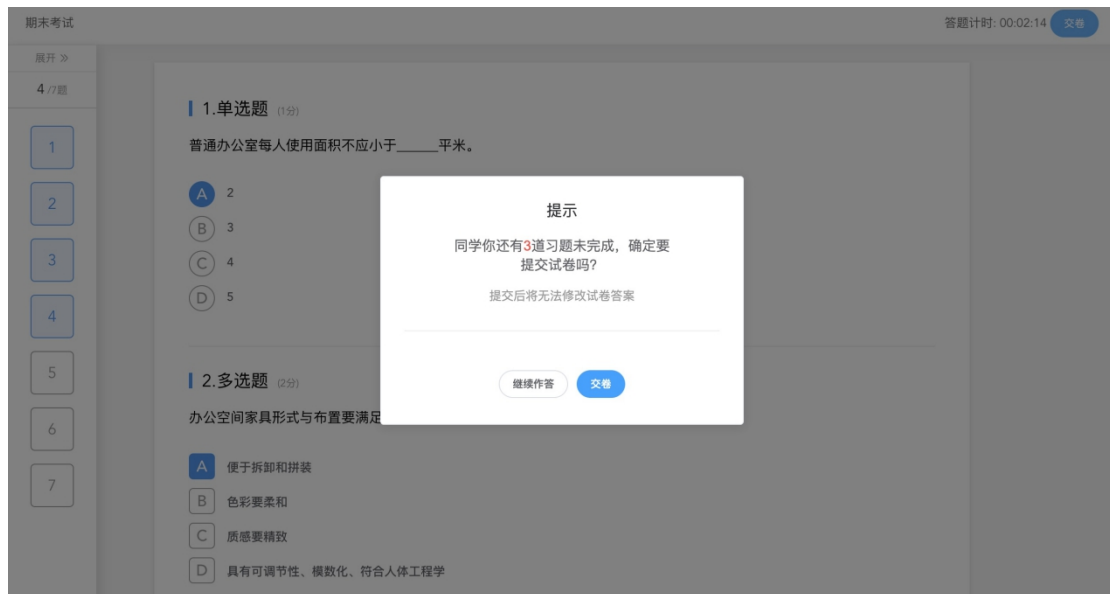 期末考试
答题计时: 00:02:14 交卷
展开 »
4 /7题
1
2
3
4
5
6
7
1.单选题 (1分)
普通办公室每人使用面积不应小于_____平米。
A 2
B 3
C 4
D 5
2.多选题 (2分)
办公空间家具形式与布置要满足
A 便于拆卸和拼装
B 色彩要柔和
C 质感要精致
D 具有可调节性、模数化、符合人体工程学
提示
同学你还有3道习题未完成，确定要
提交试卷吗?
提交后将无法修改试卷答案
继续作答 交卷